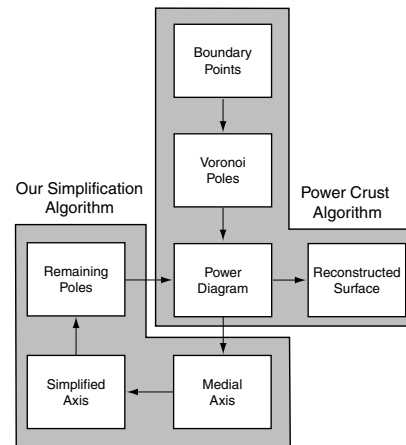 Boundary
Points
Voronoi
Poles
Our Simplification
Algorithm
Power Crust
Algorithm
Remaining
Poles
Power
Diagram
Reconstructed
Surface
Simplified
Axis
Medial
Axis